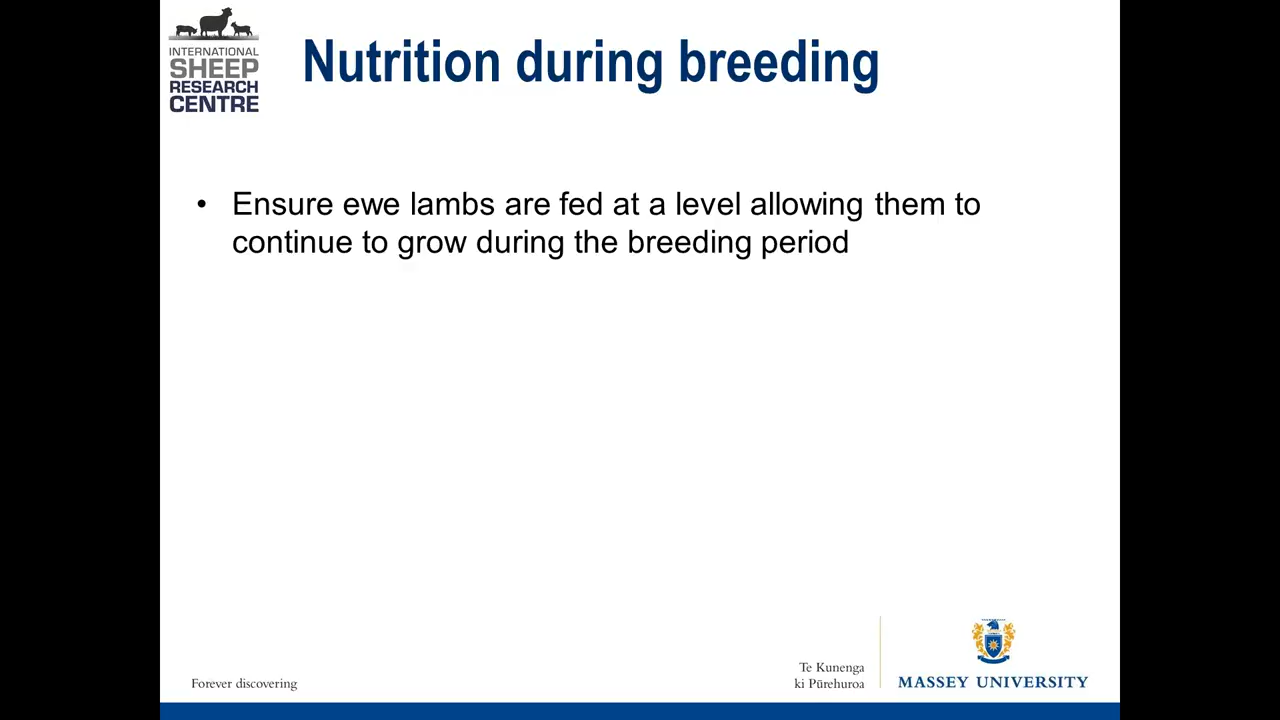 INTERNATIONAL
SHEEP
RESEARCH
CENTRE
Nutrition during breeding
• Ensure ewe lambs are fed at a level allowing them to
continue to grow during the breeding period
Forever discovering
Te Kunenga
ki Pūrehuroa
MASSEY UNIVERSITY